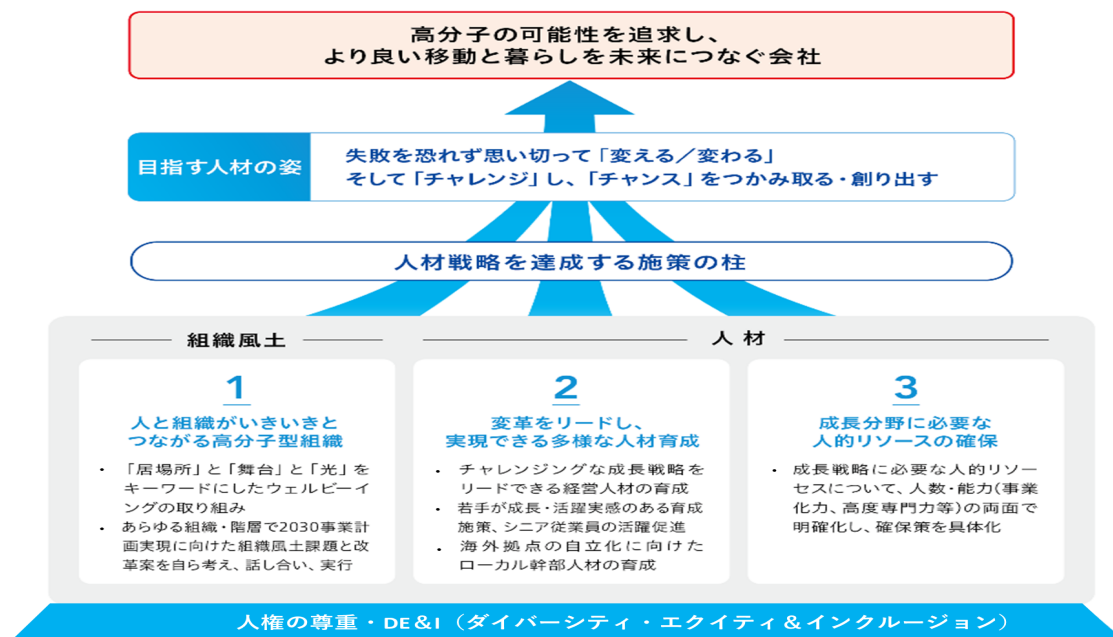 高分子の可能性を追求し、
より良い移動と暮らしを未来につなぐ会社
目指す人材の姿
失敗を恐れず思い切って「変える／変わる」
そして「チャレンジ」し、「チャンス」をつかみ取る・創り出す
人材戦略を達成する施策の柱
組織風土
人材
1
人と組織がいきいきと
つながる高分子型組織
・「居場所」と「舞台」と「光」を
キーワードにしたウェルビーイ
ングの取り組み
・あらゆる組織・階層で2030事業計
画実現に向けた組織風土課題と改
革案を自ら考え、話し合い、実行
2
変革をリードし、
実現できる多様な人材育成
・チャレンジングな成長戦略を
リードできる経営人材の育成
・若手が成長・活躍実感のある育成
施策、シニア従業員の活躍促進
・海外拠点の自立化に向けた
ローカル幹部人材の育成
3
成長分野に必要な
人的リソースの確保
・成長戦略に必要な人的リソー
セスについて、人数・能力（事業
化力、高度専門力等）の両面で
明確化し、確保策を具体化
人権の尊重・DE＆I（ダイバーシティ・エクイティ＆インクルージョン）